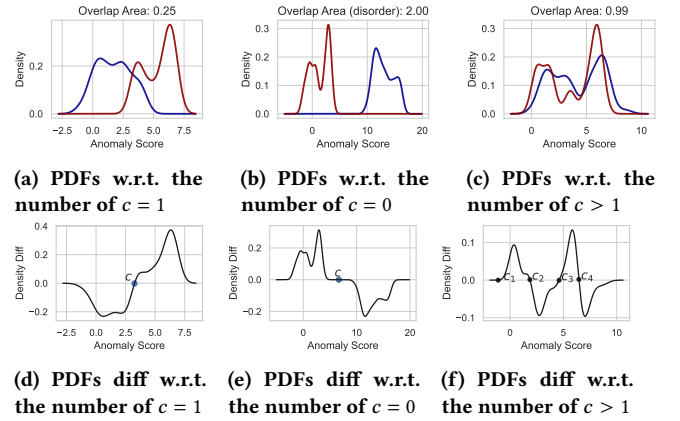 Overlap Area: 0.25
Density
0.2
0.0
−2.5 0.0 2.5 5.0 7.5
Anomaly Score
Overlap Area (disorder): 2.00
Density
0.3
0.2
0.1
0.0
0 10 20
Anomaly Score
Overlap Area: 0.99
Density
0.3
0.2
0.1
0.0
0 5 10
Anomaly Score
(a) PDFs w.r.t. the
number of c = 1
(b) PDFs w.r.t. the
number of c = 0
(c) PDFs w.r.t. the
number of c > 1
Density Diff
0.4
0.2
0.0
−0.2
C
−2.5 0.0 2.5 5.0 7.5
Anomaly Score
Density Diff
0.2
0.0
−0.2
C
0 10 20
Anomaly Score
Density Diff
0.1
0.0
−0.1
C1 C2 C3 C4
0 5 10
Anomaly Score
(d) PDFs diff w.r.t.
the number of c = 1
(e) PDFs diff w.r.t.
the number of c = 0
(f) PDFs diff w.r.t.
the number of c > 1